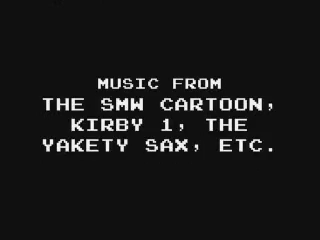 MUSIC FROM
THE SMW CARTOON,
KIRBY 1, THE
YAKETY SAX, ETC.